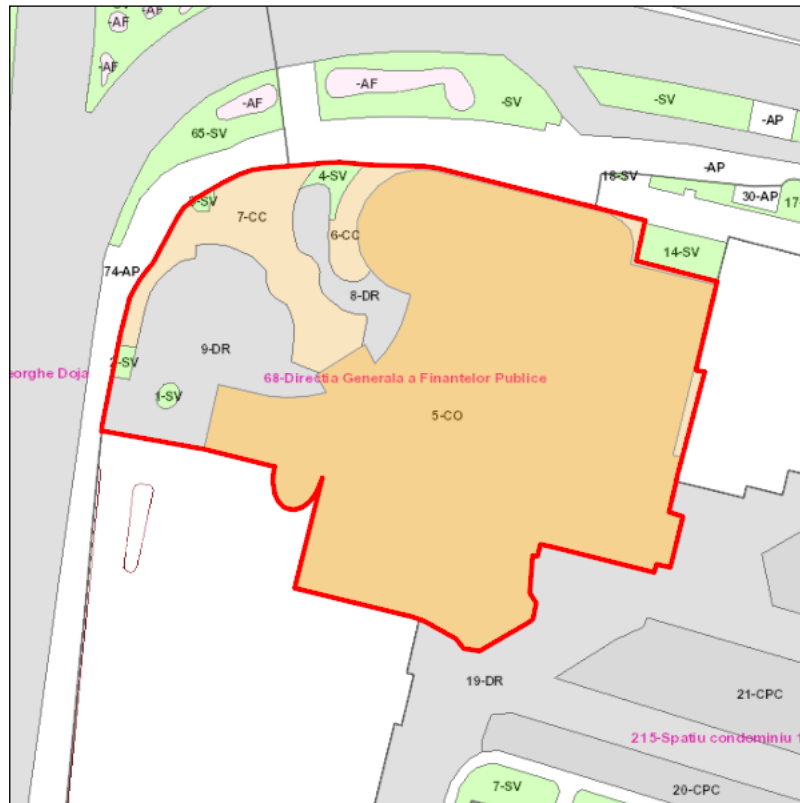 -AF
-AF
-AF
-AF
-SV
-SV
-AP
65-SV
-AP
4-SV
18-SV
30-AP
17-
7-CC
6-CC
14-SV
74-AP
8-DR
9-DR
2-SV
eorghe Doja
68-Directia Generala a Finantelor Publice
1-SV
5-CO
19-DR
21-CPC
215-Spatiu condominiu 1
7-SV
20-CPC